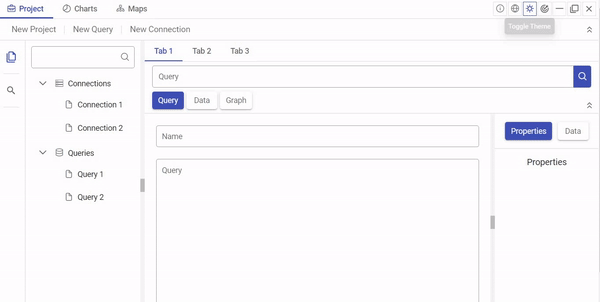 Project Charts Maps
Toggle Theme
New Project New Query New Connection
Tab 1 Tab 2 Tab 3
Query
Connections
Connection 1
Connection 2
Queries
Query 1
Query 2
Query Data Graph
Name
Query
Properties Data
Properties